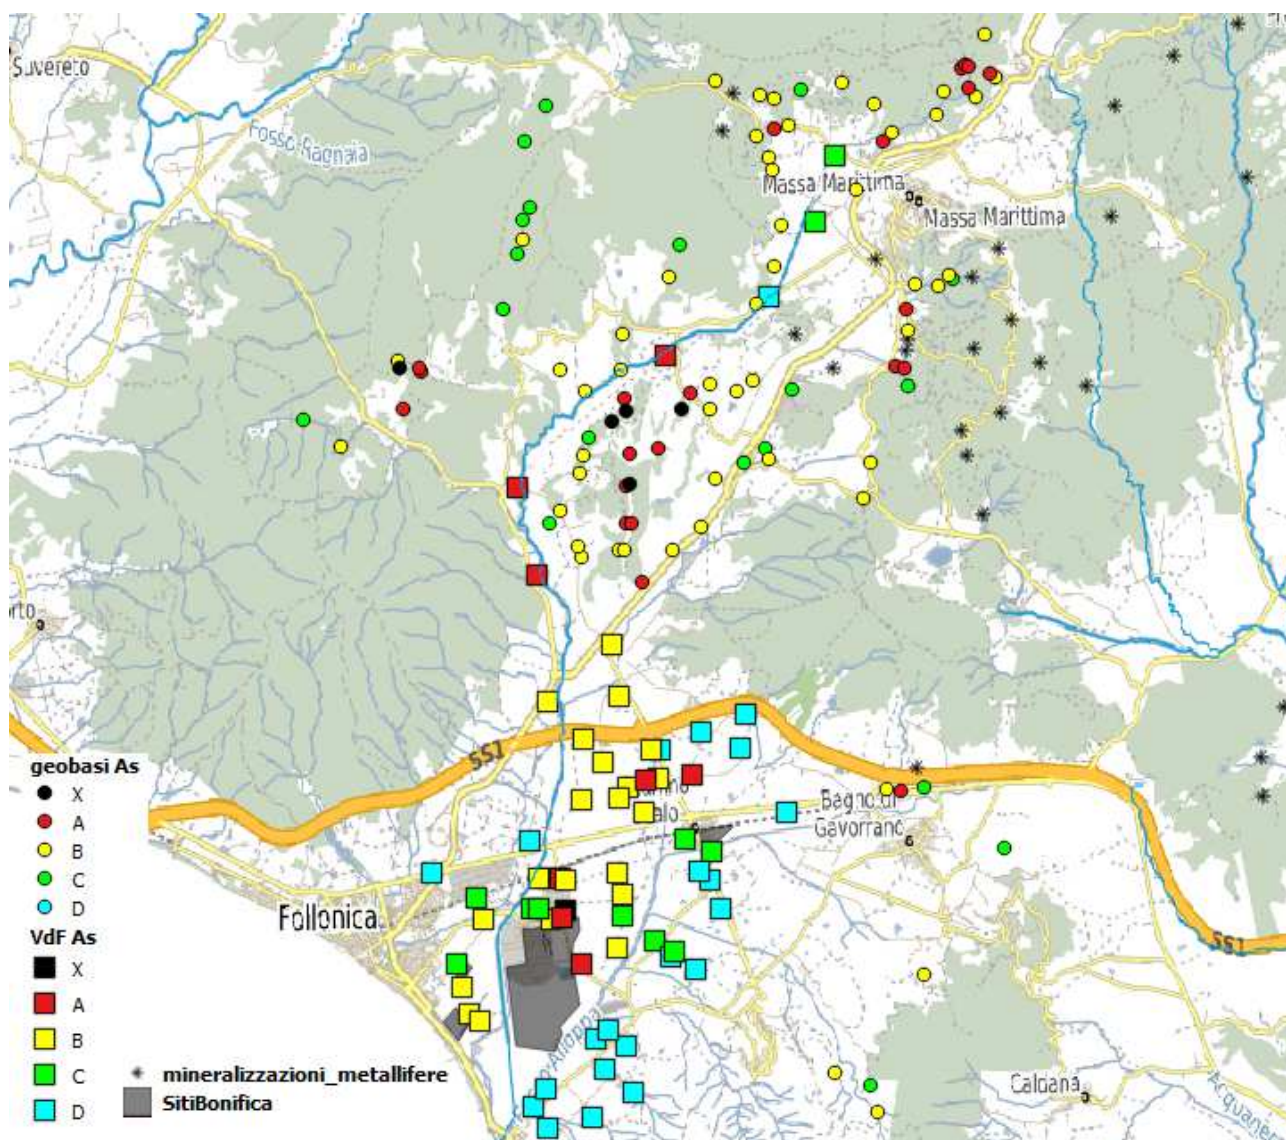 Suvereto
Fosso Ragnaia
Massa Marittima
Massa Marittima
SS1
geobasi As
X
A
B
C
D
VdF As
X
A
B
C
D
mineralizzazioni_metallifere
SitiBonifica
Bagno di
Gavorrano
Follonica
SS1
Caldana